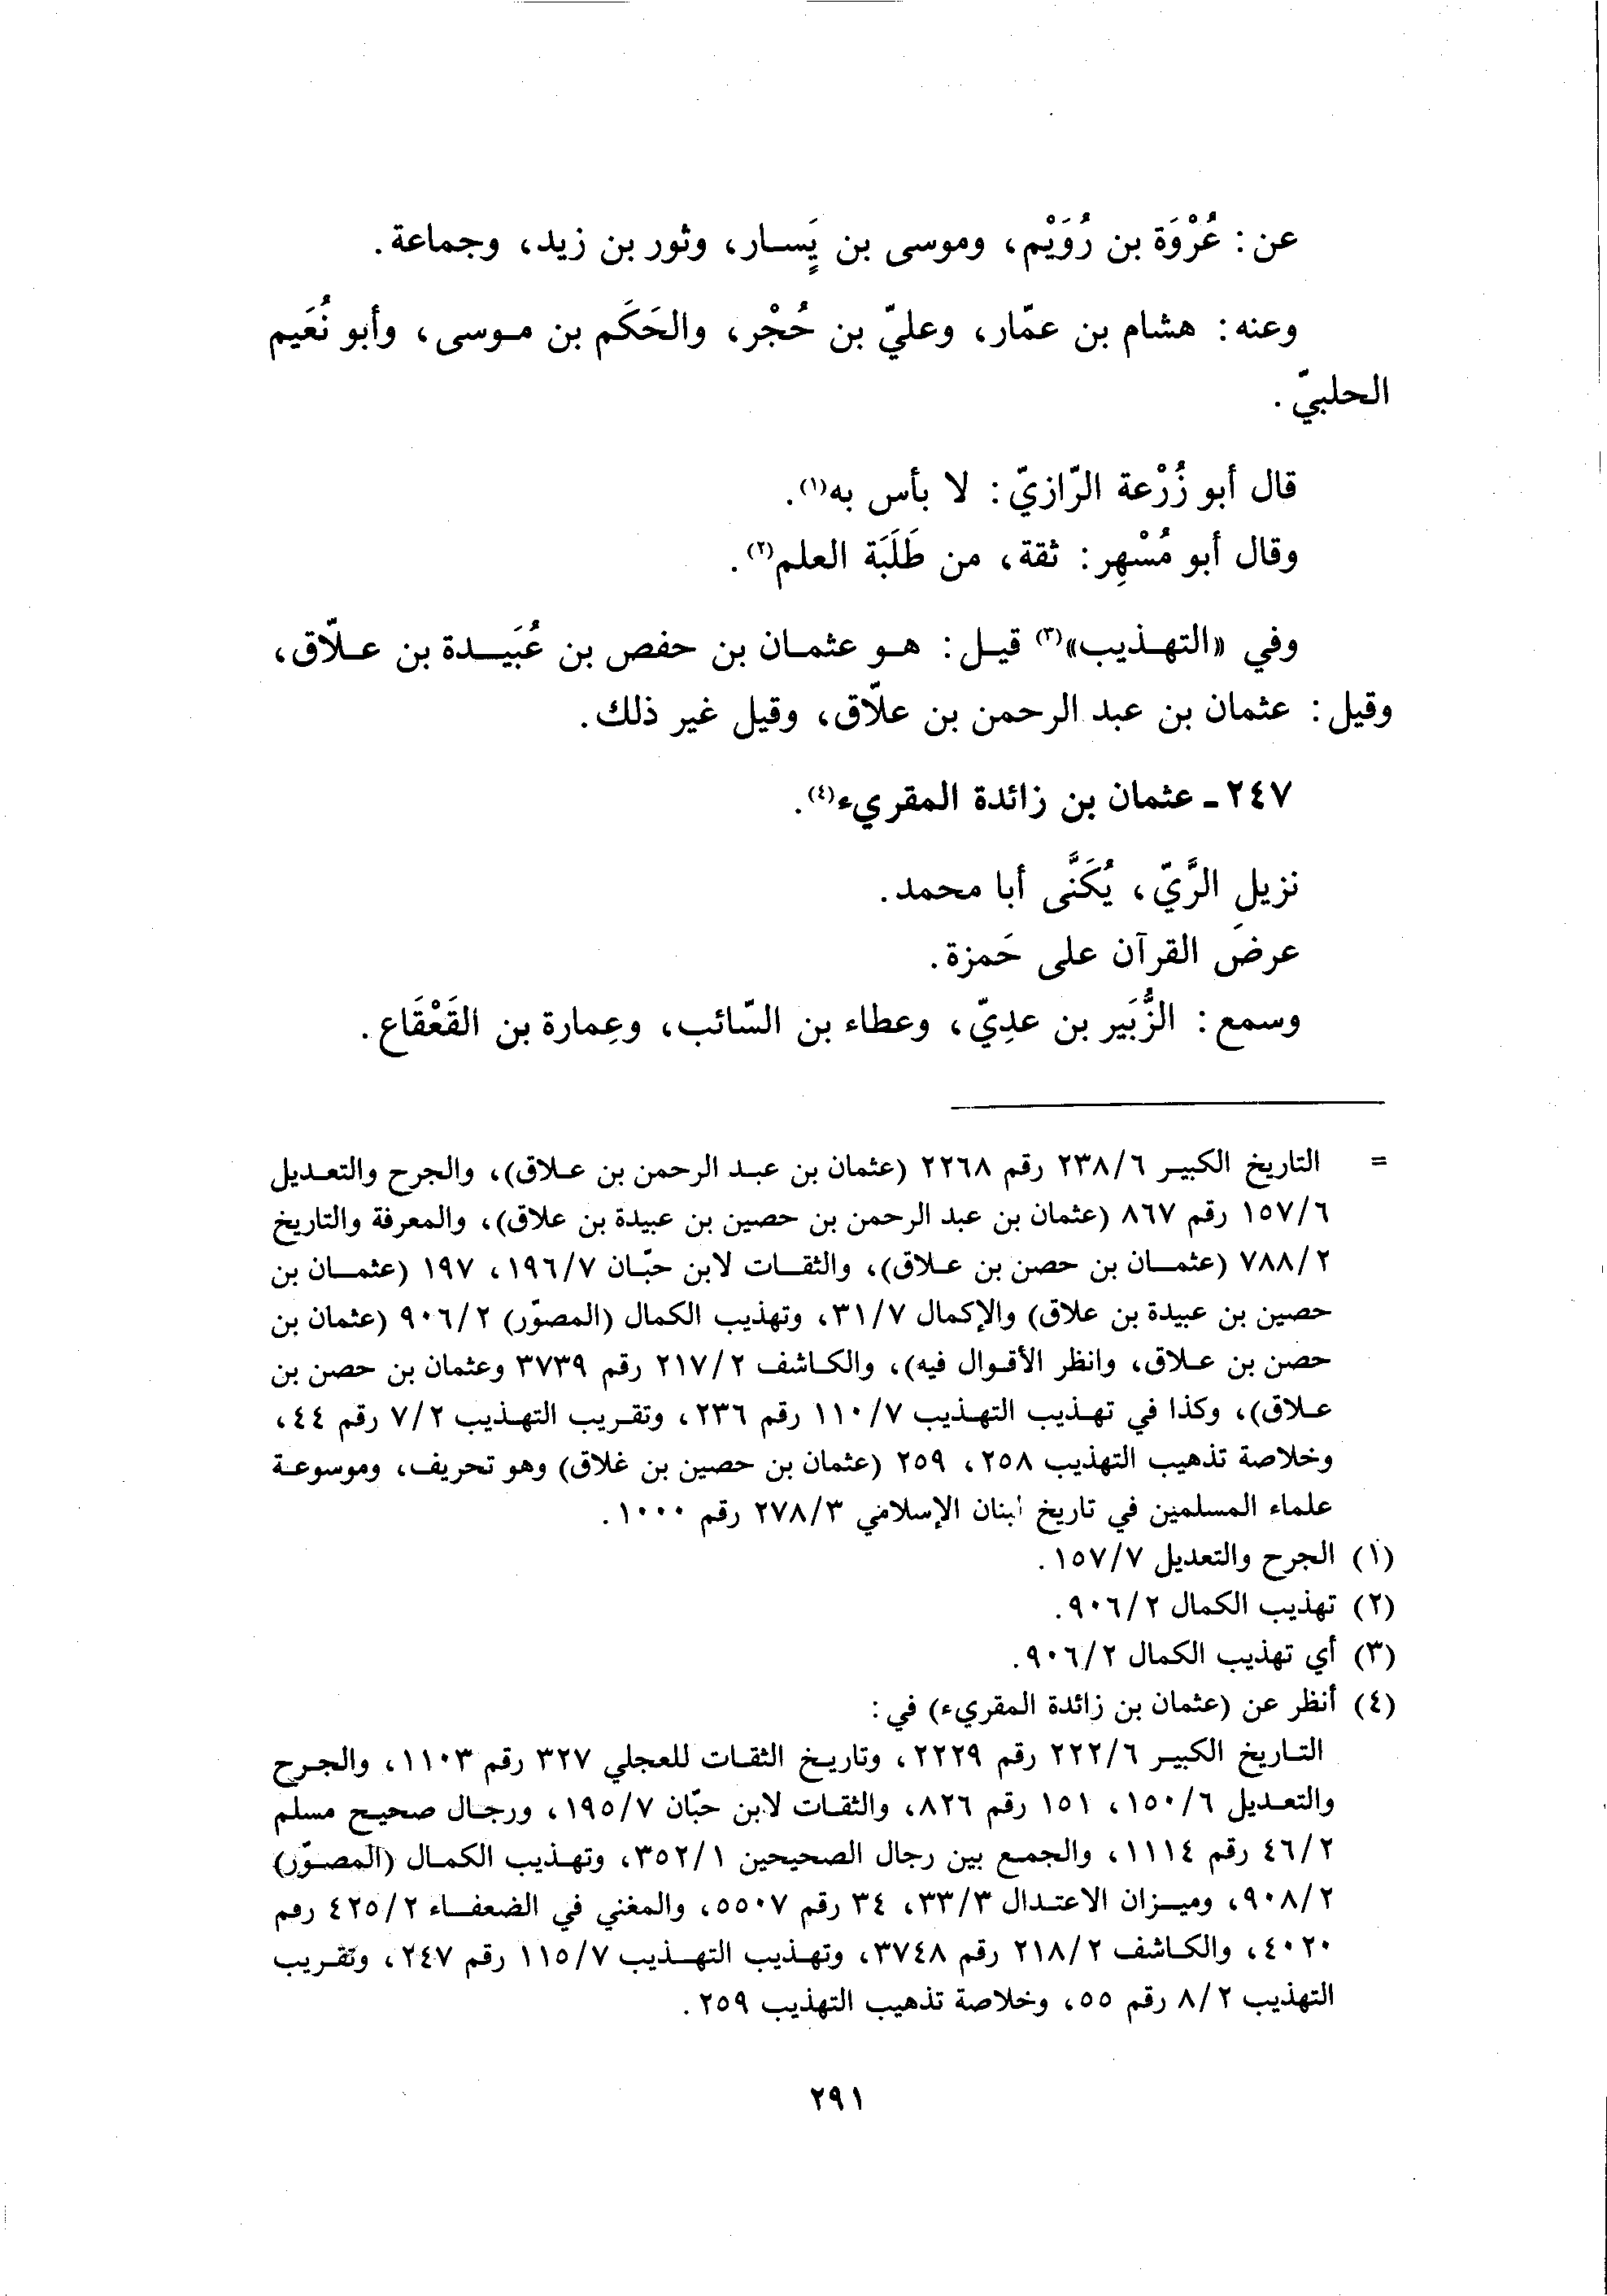 عن: عُرْوَة بن رُوَيْم، وموسى بن يَسار، وثور بن زيد، وجماعة.
وعنه: هشام بن عمّار، وعليّ بن حُجْر، والحَكَم بن موسى، وأبو نُعَيم
الحلبيّ.
قال أبو زُرْعة الرّازيّ: لا بأس به(١).
وقال أبو مُسْهِر: ثقة، من طَلَبَة العلم(٢).
وفي «التهذيب»(٣) قيل: هو عثمان بن حفص بن عُبَيدة بن علّاق،
وقيل: عثمان بن عبد الرحمن بن علّاق، وقيل غير ذلك.
٢٤٧ - عثمان بن زائدة المقريء(٤).
نزيل الرَّيّ، يُكَنَّى أبا محمد.
عرضَ القرآن على حَمزة.
وسمع: الزُّبَير بن عدِيّ، وعطاء بن السّائب، وعِمارة بن القَعْقَاع.
= التاريخ الكبير ٢٣٨/٦ رقم ٢٢٦٨ (عثمان بن عبد الرحمن بن علاق)، والجرح والتعديل
١٥٧/٦ رقم ٨٦٧ (عثمان بن عبد الرحمن بن حصين بن عبيدة بن علاق)، والمعرفة والتاريخ
٧٨٨/٢ (عثمان بن حصن بن علاق)، والثقات لابن حبّان ١٩٦/٧، ١٩٧ (عثمان بن
حصين بن عبيدة بن علاق) والإكمال ٣١/٧، وتهذيب الكمال (المصوّر) ٩٠٦/٢ (عثمان بن
حصن بن علاق، وانظر الأقوال فيه)، والكاشف ٢١٧/٢ رقم ٣٧٣٩ وعثمان بن حصن بن
علاق)، وكذا في تهذيب التهذيب ١١٠/٧ رقم ٢٣٦، وتقريب التهذيب ٧/٢ رقم ٤٤،
وخلاصة تذهيب التهذيب ٢٥٨، ٢٥٩ (عثمان بن حصين بن غلاق) وهو تحريف، وموسوعة
علماء المسلمين في تاريخ لبنان الإسلامي ٢٧٨/٣ رقم ١٠٠٠.
(١) الجرح والتعديل ١٥٧/٧.
(٢) تهذيب الكمال ٩٠٦/٢.
(٣) أي تهذيب الكمال ٩٠٦/٢.
(٤) أنظر عن (عثمان بن زائدة المقريء) في:
التاريخ الكبير ٢٢٢/٦ رقم ٢٢٢٩، وتاريخ الثقات للعجلي ٣٢٧ رقم ١١٠٣، والجرح
والتعديل ١٥٠/٦، ١٥١ رقم ٨٢٦، والثقات لابن حبّان ١٩٥/٧، ورجال صحيح مسلم
٤٦/٢ رقم ١١١٤، والجمع بين رجال الصحيحين ٣٥٢/١، وتهذيب الكمال (المصوّر)
٩٠٨/٢، وميزان الاعتدال ٣٣/٣، ٣٤ رقم ٥٥٠٧، والمغني في الضعفاء ٤٢٥/٢ رقم
٤٠٢٠، والكاشف ٢١٨/٢ رقم ٣٧٤٨، وتهذيب التهذيب ١١٥/٧ رقم ٢٤٧، وتقريب
التهذيب ٨/٢ رقم ٥٥، وخلاصة تذهيب التهذيب ٢٥٩.
٢٩١